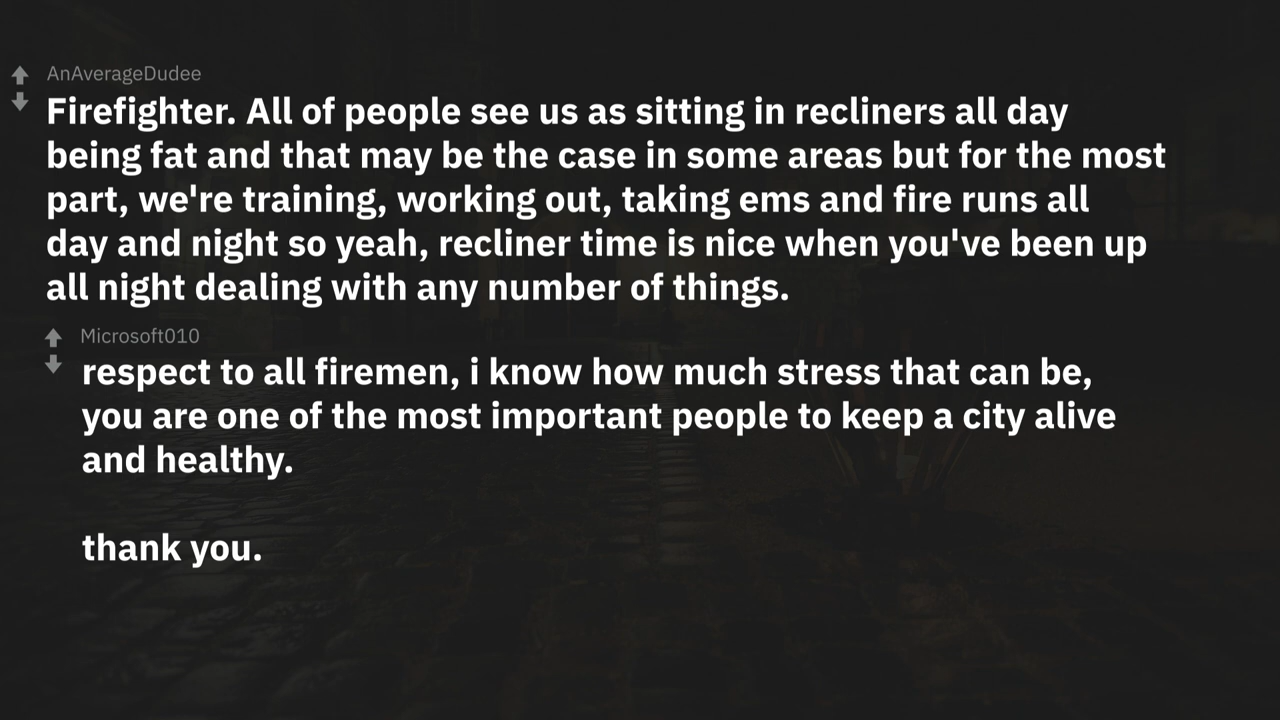 AnAverageDudee
Firefighter. All of people see us as sitting in recliners all day
being fat and that may be the case in some areas but for the most
part, we're training, working out, taking ems and fire runs all
day and night so yeah, recliner time is nice when you've been up
all night dealing with any number of things.
Microsoft010
respect to all firemen, i know how much stress that can be,
you are one of the most important people to keep a city alive
and healthy.
thank you.